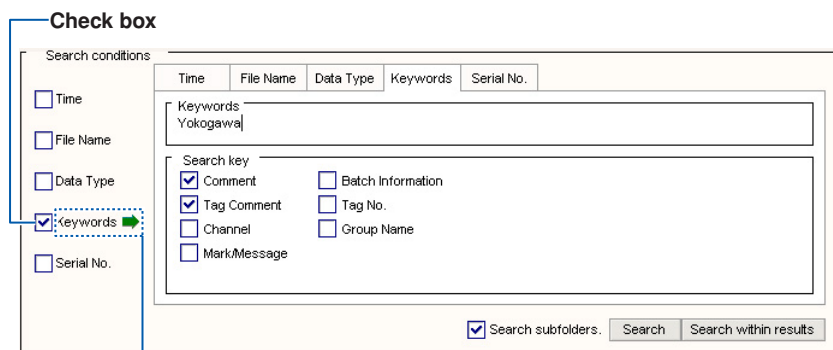 Check box
Search conditions
Time File Name Data Type Keywords Serial No.
Time
Keywords
Yokogawa
File Name
Search key
Data Type
Comment Batch Information
Tag Comment Tag No.
Keywords
Channel Group Name
Mark/Message
Serial No.
Search subfolders. Search Search within results